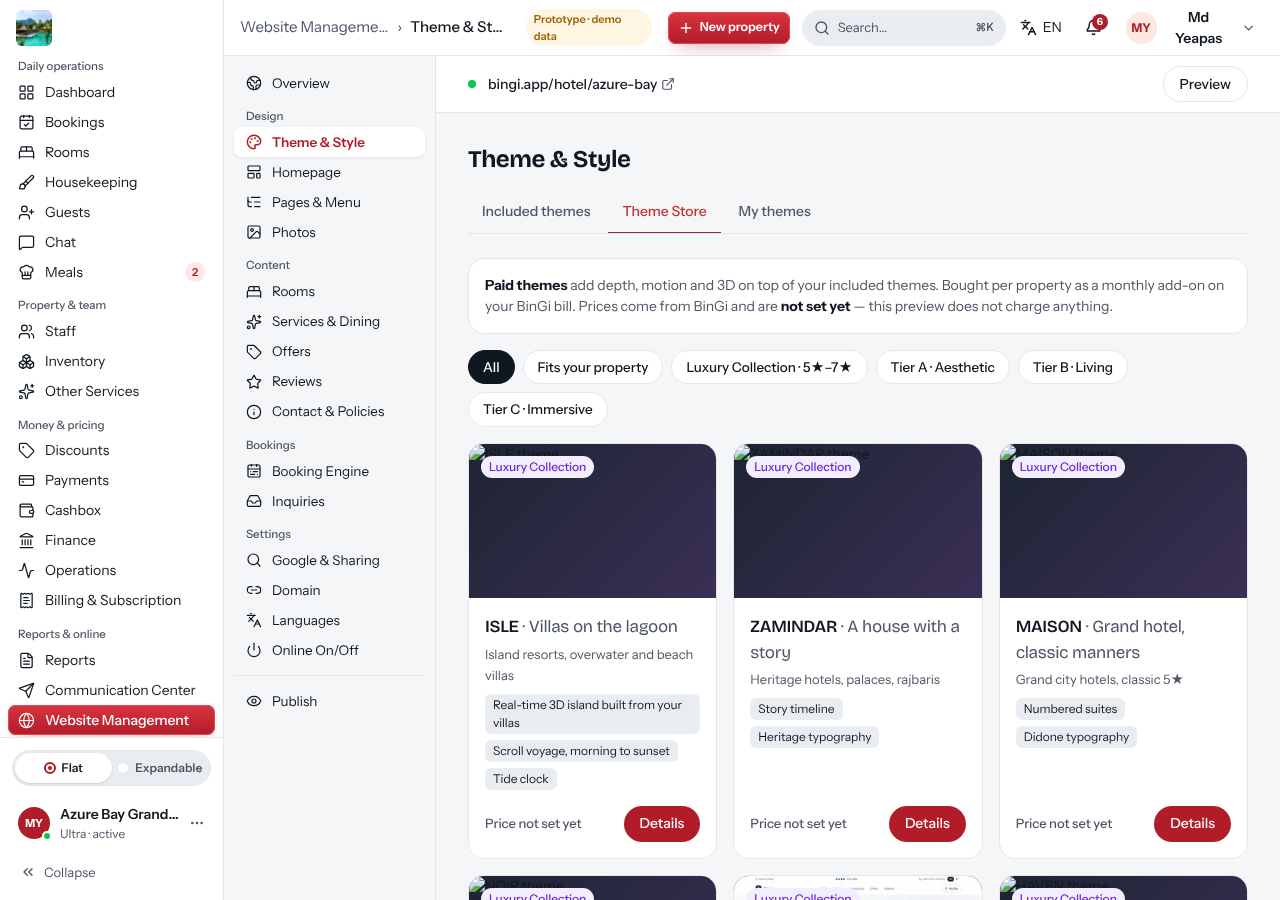 Website Manageme... › Theme & St...
Prototype · demo data
New property
Search...
⌘K
EN
6
MY
Md Yeapas
Daily operations
Dashboard
Bookings
Rooms
Housekeeping
Guests
Chat
Meals 2
Property & team
Staff
Inventory
Other Services
Money & pricing
Discounts
Payments
Cashbox
Finance
Operations
Billing & Subscription
Reports & online
Reports
Communication Center
Website Management
Flat Expandable
MY
Azure Bay Grand...
Ultra · active
Collapse
Overview
Design
Theme & Style
Homepage
Pages & Menu
Photos
Content
Rooms
Services & Dining
Offers
Reviews
Contact & Policies
Bookings
Booking Engine
Inquiries
Settings
Google & Sharing
Domain
Languages
Online On/Off
Publish
bingi.app/hotel/azure-bay
Preview
Theme & Style
Included themes Theme Store My themes
Paid themes add depth, motion and 3D on top of your included themes. Bought per property as a monthly add-on on
your BinGi bill. Prices come from BinGi and are not set yet — this preview does not charge anything.
All Fits your property Luxury Collection · 5★–7★ Tier A · Aesthetic Tier B · Living
Tier C · Immersive
Luxury Collection
ISLE · Villas on the lagoon
Island resorts, overwater and beach
villas
Real-time 3D island built from your
villas
Scroll voyage, morning to sunset
Tide clock
Price not set yet Details
Luxury Collection
ZAMINDAR · A house with a
story
Heritage hotels, palaces, rajbaris
Story timeline
Heritage typography
Price not set yet Details
Luxury Collection
MAISON · Grand hotel,
classic manners
Grand city hotels, classic 5★
Numbered suites
Didone typography
Price not set yet Details
Luxury Collection
Luxury Collection
Luxury Collection